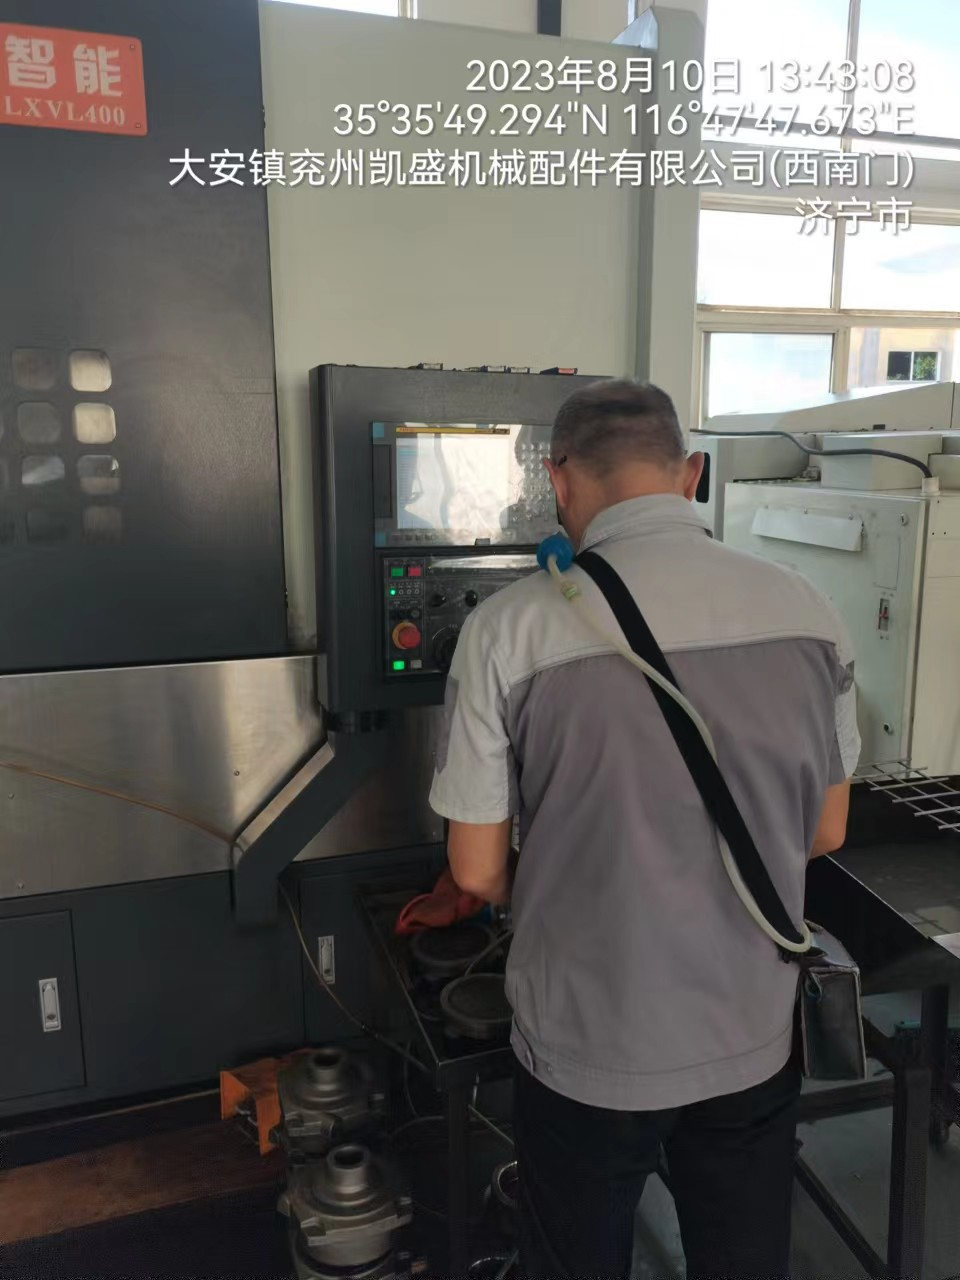 智能
LXVL400
2023年8月10日 13:43:08
35°35'49.294"N 116°47'47.673"E
大安镇兖州凯盛机械配件有限公司(西南门)
济宁市